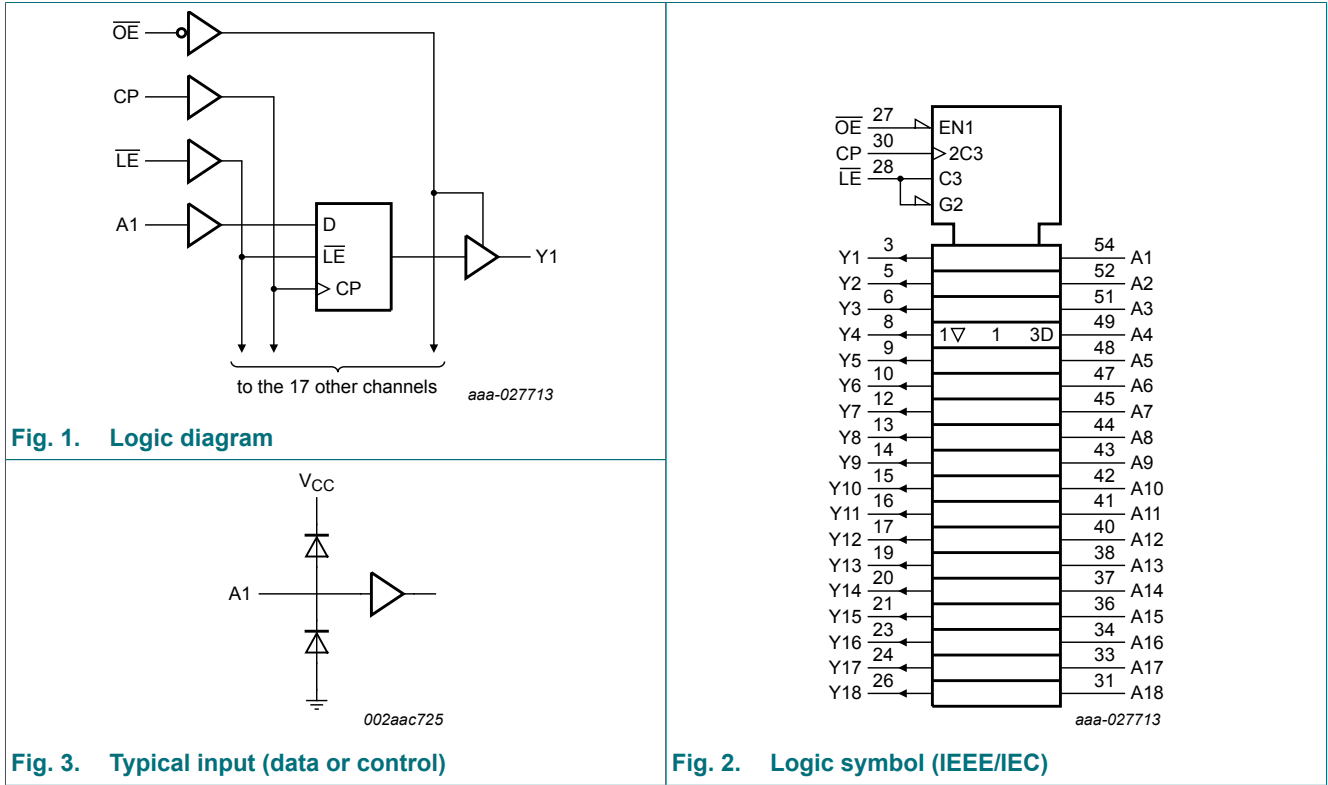 OE
CP
LE
A1
D
LE
CP
Y1
to the 17 other channels
aaa-027713
Fig. 1. Logic diagram
VCC
A1
002aac725
Fig. 3. Typical input (data or control)
OE 27 EN1
CP 30 2C3
LE 28 C3
G2
Y1 3 54 A1
Y2 5 52 A2
Y3 6 51 A3
Y4 8 1▽ 1 3D 49 A4
Y5 9 48 A5
Y6 10 47 A6
Y7 12 45 A7
Y8 13 44 A8
Y9 14 43 A9
Y10 15 42 A10
Y11 16 41 A11
Y12 17 40 A12
Y13 19 38 A13
Y14 20 37 A14
Y15 21 36 A15
Y16 23 34 A16
Y17 24 33 A17
Y18 26 31 A18
aaa-027713
Fig. 2. Logic symbol (IEEE/IEC)